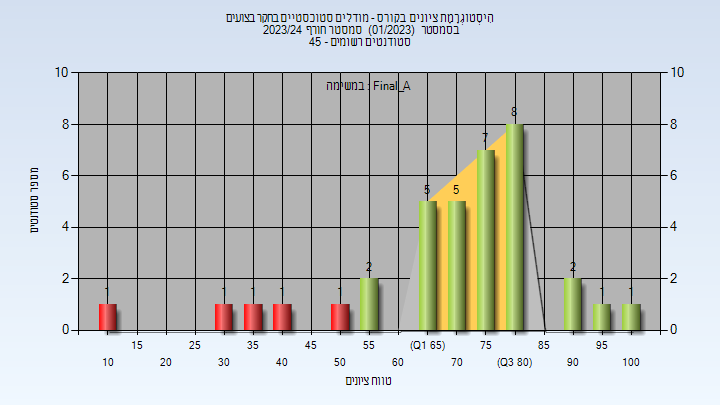 היסטוגרמת ציונים בקורס - מודלים סטוכסטיים בחקר בצועים
בסמסטר (01/2023) סמסטר חורף 2023/24
סטודנטים רשומים - 45
במשימה : Final_A
מספר סטודנטים
10 10
8 8
6 6
4 4
2 2
0 0
1 1 1 1 1 2 5 5 7 8 2 1 1
15 25 35 45 55 (Q1 65) 75 85 95
10 20 30 40 50 60 70 (Q3 80) 90 100
טווח ציונים